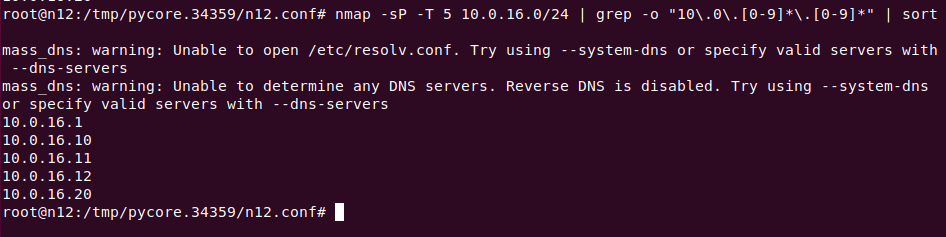 root@n12:/tmp/pycore.34359/n12.conf# nmap -sP -T 5 10.0.16.0/24 | grep -o "10\.0\.[0-9]*\.[0-9]*" | sort
mass_dns: warning: Unable to open /etc/resolv.conf. Try using --system-dns or specify valid servers with
 --dns-servers
mass_dns: warning: Unable to determine any DNS servers. Reverse DNS is disabled. Try using --system-dns
or specify valid servers with --dns-servers
10.0.16.1
10.0.16.10
10.0.16.11
10.0.16.12
10.0.16.20
root@n12:/tmp/pycore.34359/n12.conf#